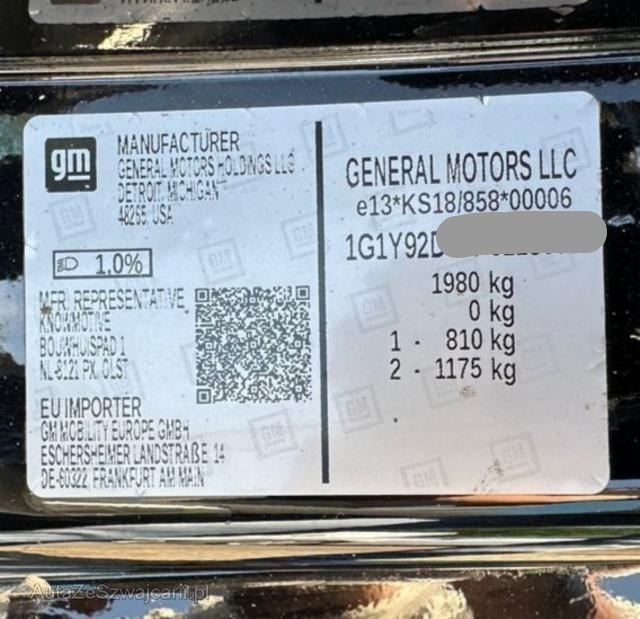 gm
MANUFACTURER
GENERAL MOTORS HOLDINGS LLC
DETROIT, MICHIGAN
48265, USA
1.0%
MFR. REPRESENTATIVE
KNOWMOTIVE
BOUWHUISPAD 1
NL-8121 PX, OLST
EU IMPORTER
GM MOBILITY EUROPE GMBH
ESCHERSHEIMER LANDSTRAßE 14
DE-60322, FRANKFURT AM MAIN
GENERAL MOTORS LLC
e13*KS18/858*00006
1G1Y92D
1980 kg
0 kg
1 - 810 kg
2 - 1175 kg
AutaZeSzwajcarii.pl